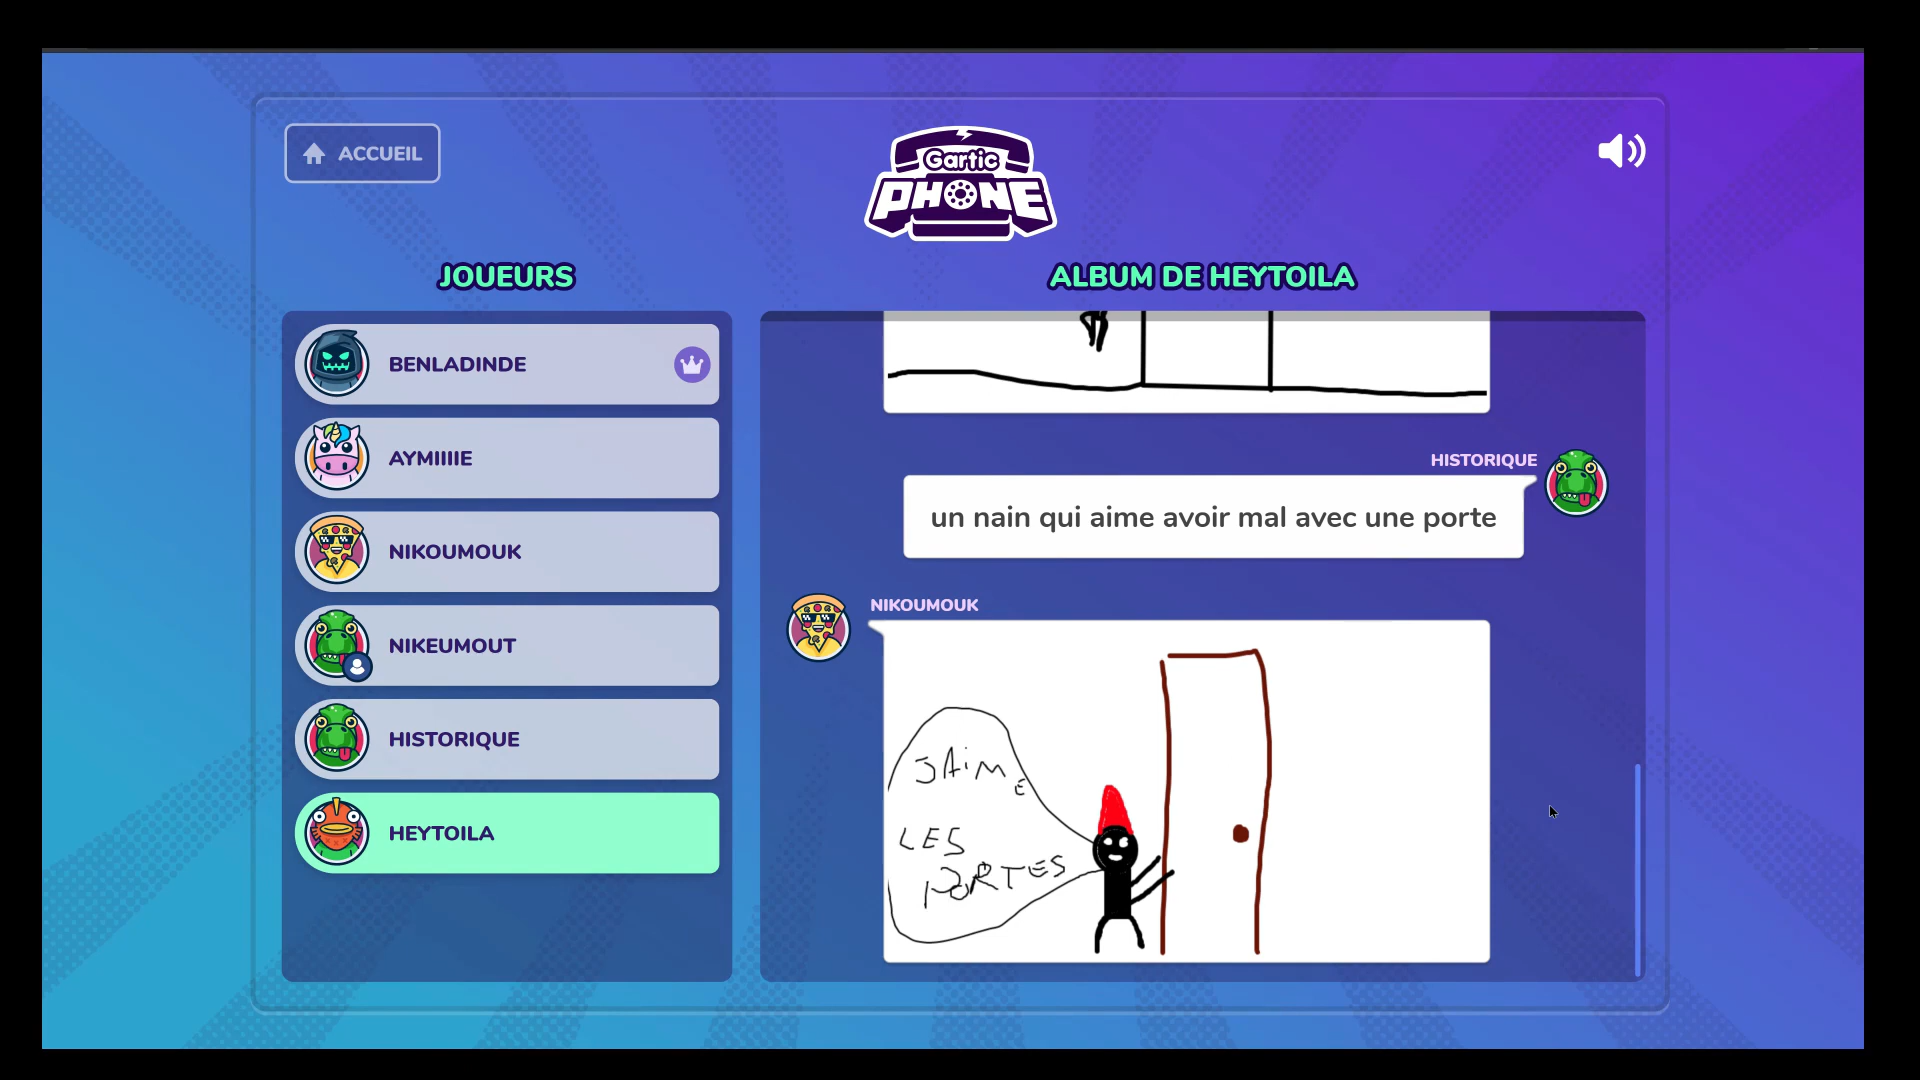 ACCUEIL
Gartic
PHONE
JOUEURS
BENLADINDE
AYMIIIIE
NIKOUMOUK
NIKEUMOUT
HISTORIQUE
HEYTOILA
ALBUM DE HEYTOILA
HISTORIQUE
un nain qui aime avoir mal avec une porte
NIKOUMOUK
JAIME
LES
PORTES